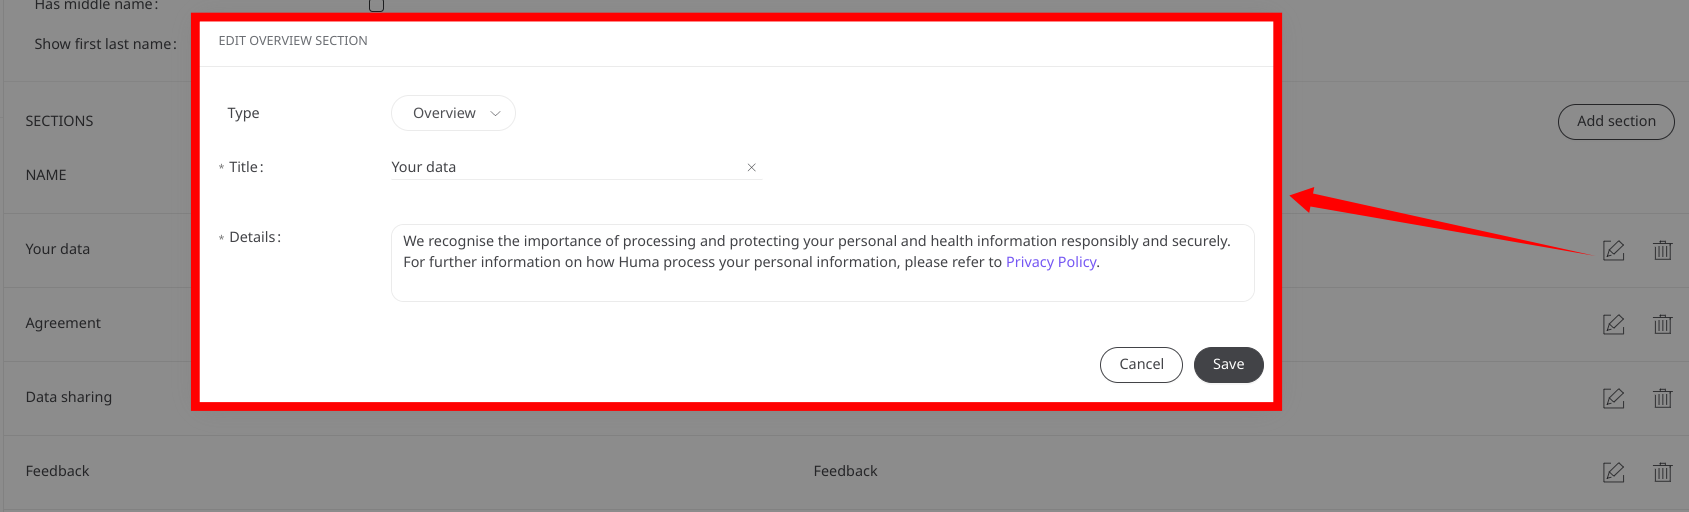 Has middle name:
Show first last name:
EDIT OVERVIEW SECTION
Type
Overview
* Title:
Your data
* Details:
We recognise the importance of processing and protecting your personal and health information responsibly and securely.
For further information on how Huma process your personal information, please refer to Privacy Policy.
Cancel
Save
SECTIONS
Add section
NAME
Your data
Agreement
Data sharing
Feedback
Feedback